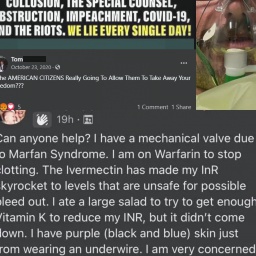 COLLUSION, THE SPECIAL COUNSEL,
OBSTRUCTION, IMPEACHMENT, COVID-19,
AND THE RIOTS. WE LIE EVERY SINGLE DAY!
Tom
October 23, 2020
The AMERICAN CITIZENS Really Going To Allow Them To Take Away Your
eedom???
5
1 Comment 1 Share
19h
Can anyone help? I have a mechanical valve due
to Marfan Syndrome. I am on Warfarin to stop
clotting. The Ivermectin has made my InR
skyrocket to levels that are unsafe for possible
bleed out. I ate a large salad to try to get enough
Vitamin K to reduce my INR, but it didn't come
down. I have purple (black and blue) skin just
from wearing an underwire. I am very concerned